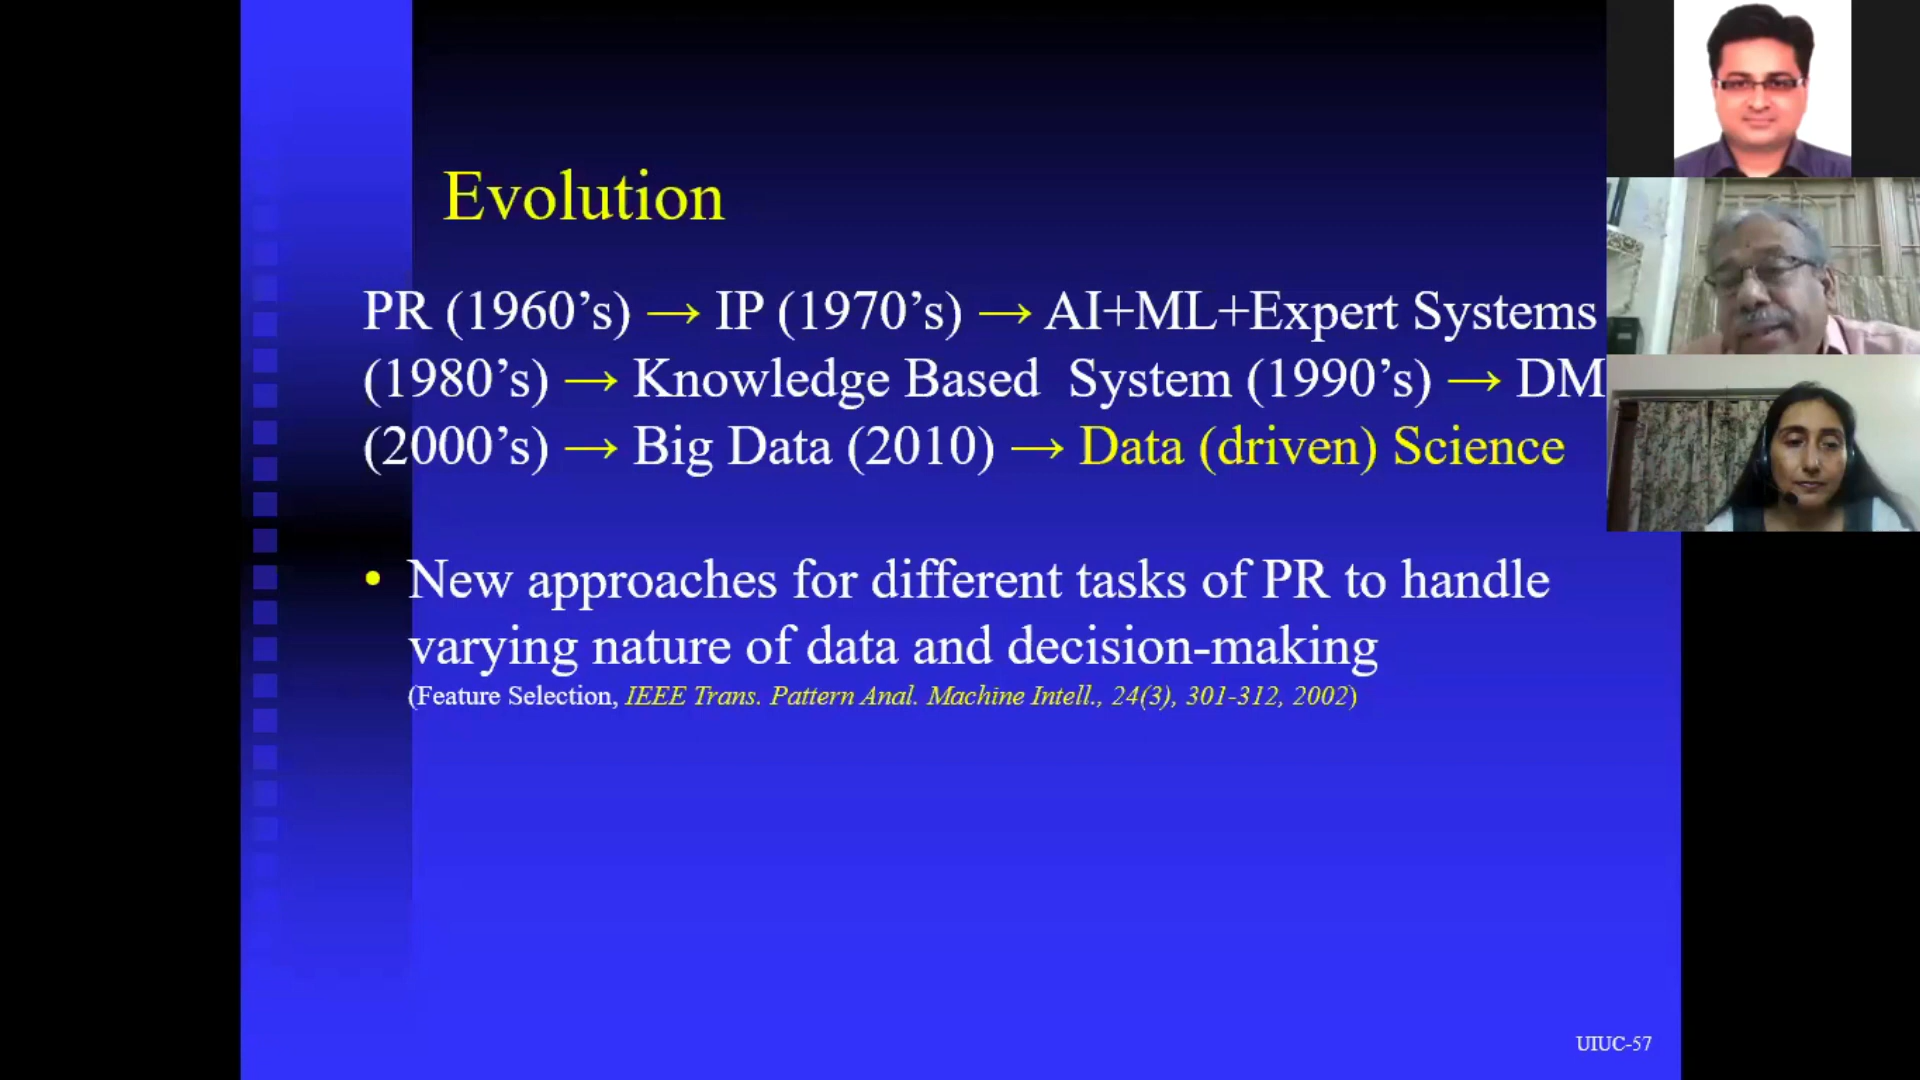 Evolution
PR (1960’s) → IP (1970’s) → AI+ML+Expert Systems
(1980’s) → Knowledge Based System (1990’s) → DM
(2000’s) → Big Data (2010) → Data (driven) Science
• New approaches for different tasks of PR to handle
varying nature of data and decision-making
(Feature Selection, IEEE Trans. Pattern Anal. Machine Intell., 24(3), 301-312, 2002)
UIUC-57